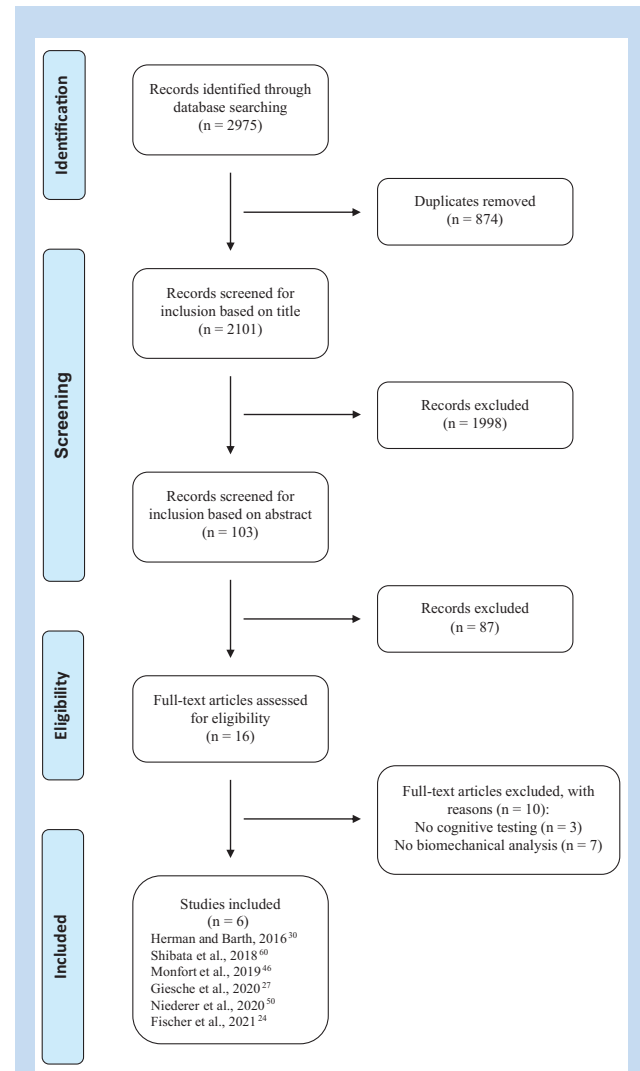 Identification
Records identified through
database searching
(n = 2975)
Duplicates removed
(n = 874)
Screening
Records screened for
inclusion based on title
(n = 2101)
Records excluded
(n = 1998)
Records screened for
inclusion based on abstract
(n = 103)
Records excluded
(n = 87)
Eligibility
Full-text articles assessed
for eligibility
(n = 16)
Full-text articles excluded, with
reasons (n = 10):
No cognitive testing (n = 3)
No biomechanical analysis (n = 7)
Included
Studies included
(n = 6)
Herman and Barth, 2016 30
Shibata et al., 2018 60
Monfort et al., 2019 46
Giesche et al., 2020 27
Niederer et al., 2020 50
Fischer et al., 2021 24